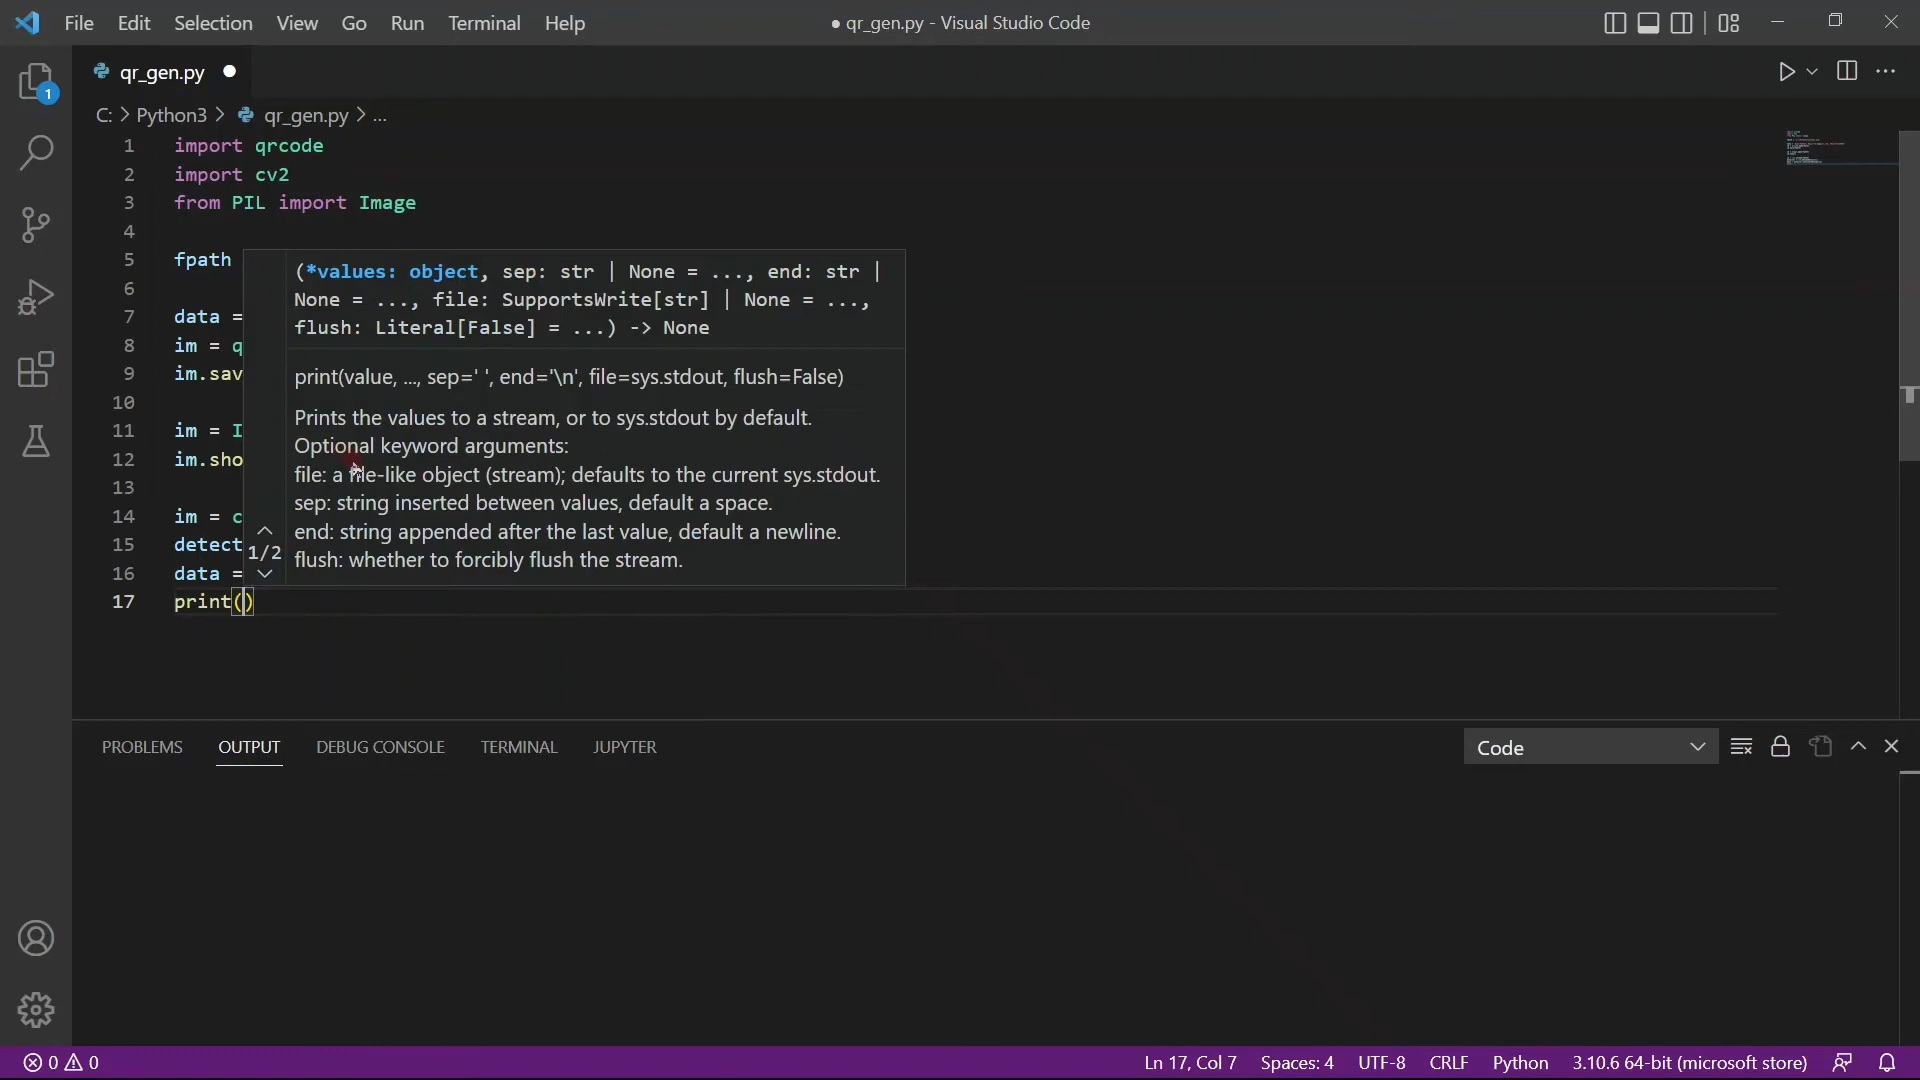 File Edit Selection View Go Run Terminal Help ● qr_gen.py - Visual Studio Code
qr_gen.py ●
1
C: > Python3 > qr_gen.py > ...
1 import qrcode
2 import cv2
3 from PIL import Image
4
5 fpath
6
7 data =
8 im = q
9 im.sav
10
11 im = I
12 im.sho
13
14 im = c
15 detect
16 data =
17 print()
(*values: object, sep: str | None = ..., end: str |
None = ..., file: SupportsWrite[str] | None = ...,
flush: Literal[False] = ...) -> None
print(value, ..., sep=' ', end='\n', file=sys.stdout, flush=False)
Prints the values to a stream, or to sys.stdout by default.
Optional keyword arguments:
file: a file-like object (stream); defaults to the current sys.stdout.
sep: string inserted between values, default a space.
end: string appended after the last value, default a newline.
flush: whether to forcibly flush the stream.
1/2
PROBLEMS OUTPUT DEBUG CONSOLE TERMINAL JUPYTER Code
0 0 Ln 17, Col 7 Spaces: 4 UTF-8 CRLF Python 3.10.6 64-bit (microsoft store)